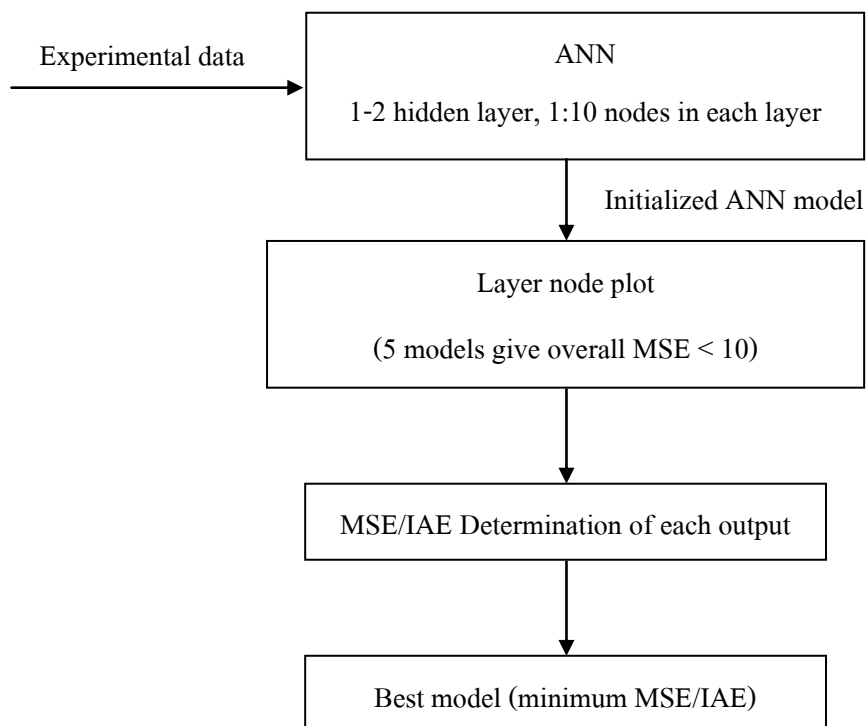 Experimental data
ANN
1-2 hidden layer, 1:10 nodes in each layer
Initialized ANN model
Layer node plot
(5 models give overall MSE < 10)
MSE/IAE Determination of each output
Best model (minimum MSE/IAE)